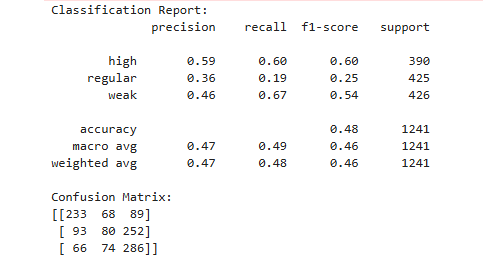 Classification Report:
precision recall f1-score support
high 0.59 0.60 0.60 390
regular 0.36 0.19 0.25 425
weak 0.46 0.67 0.54 426
accuracy 0.48 1241
macro avg 0.47 0.49 0.46 1241
weighted avg 0.47 0.48 0.46 1241
Confusion Matrix:
[[233 68 89]
[ 93 80 252]
[ 66 74 286]]